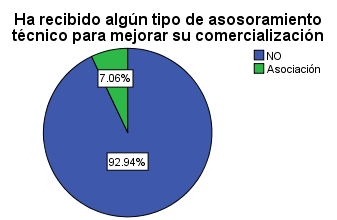 Ha recibido algún tipo de asosoramiento
técnico para mejorar su comercialización
NO
Asociación
7.06%
92.94%